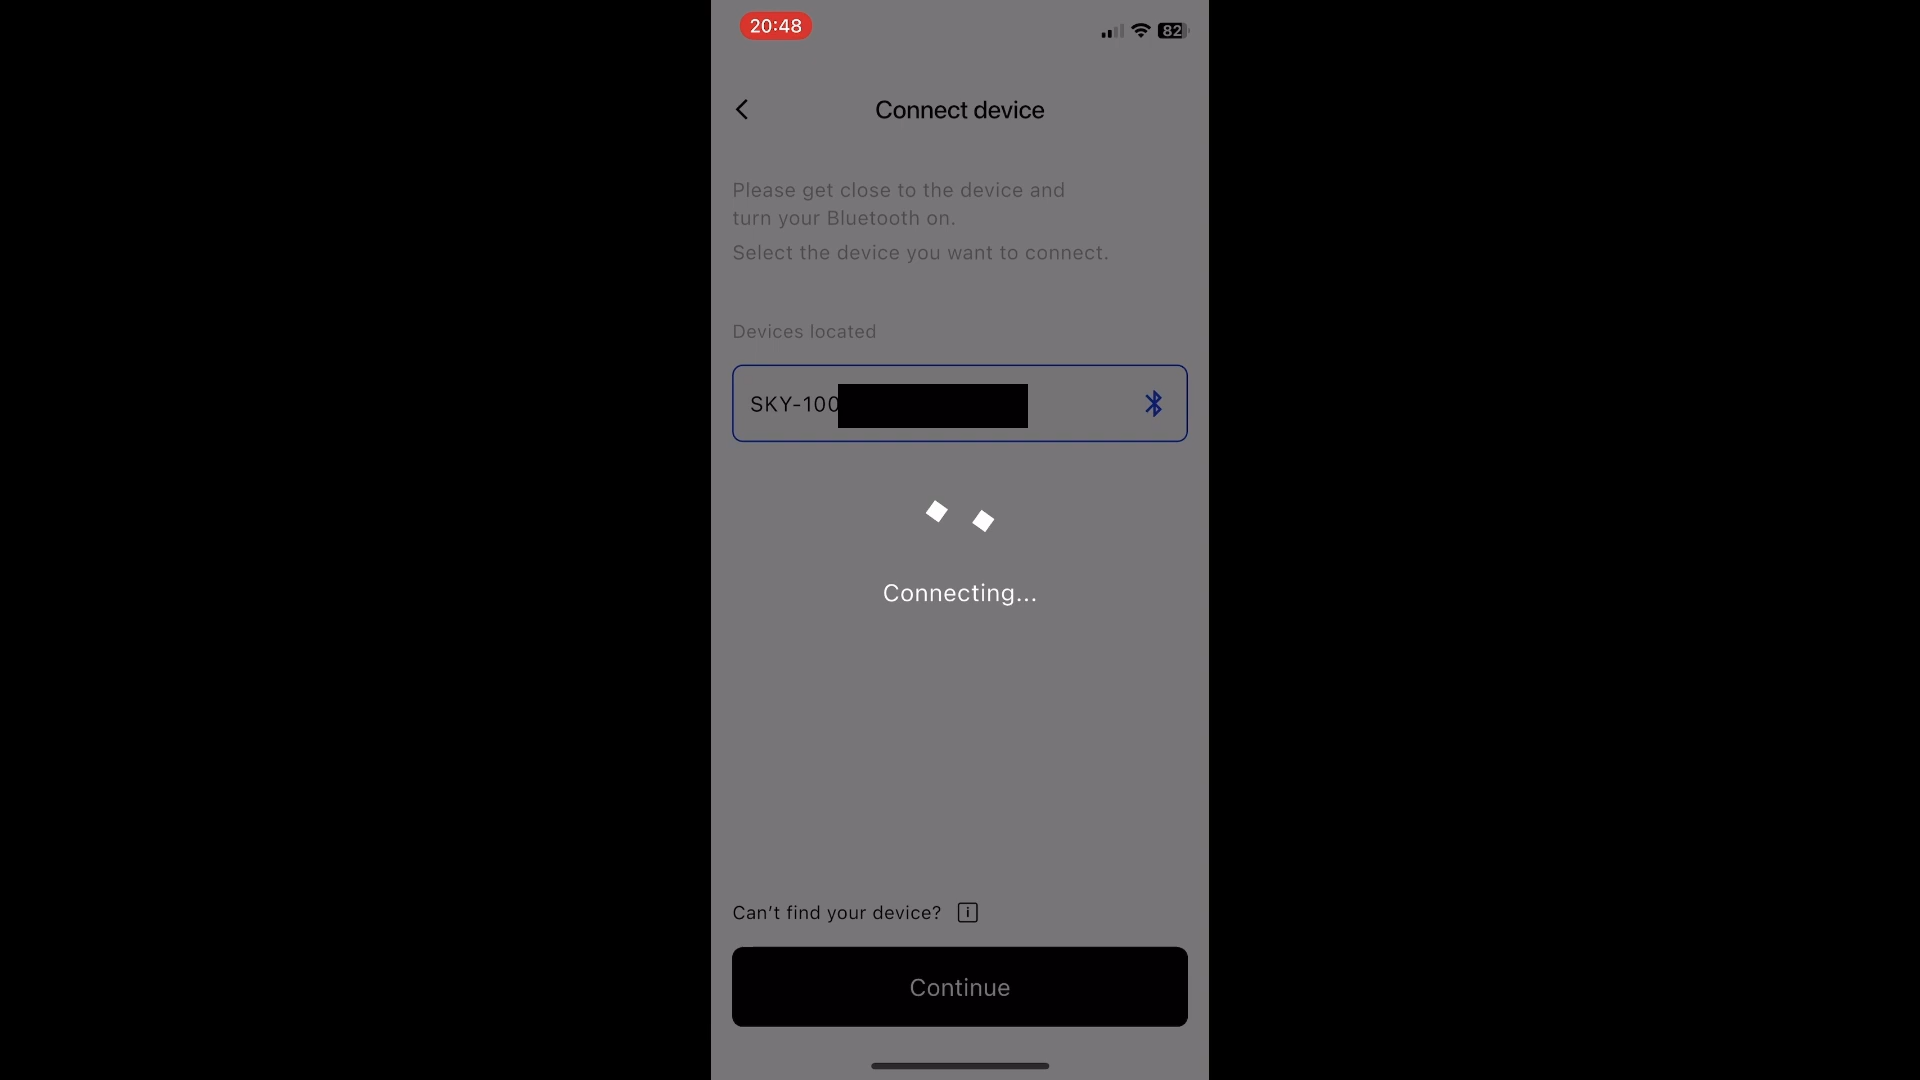 20:48
82
Connect device
Please get close to the device and
turn your Bluetooth on.
Select the device you want to connect.
Devices located
SKY-100
Connecting...
Can’t find your device? i
Continue